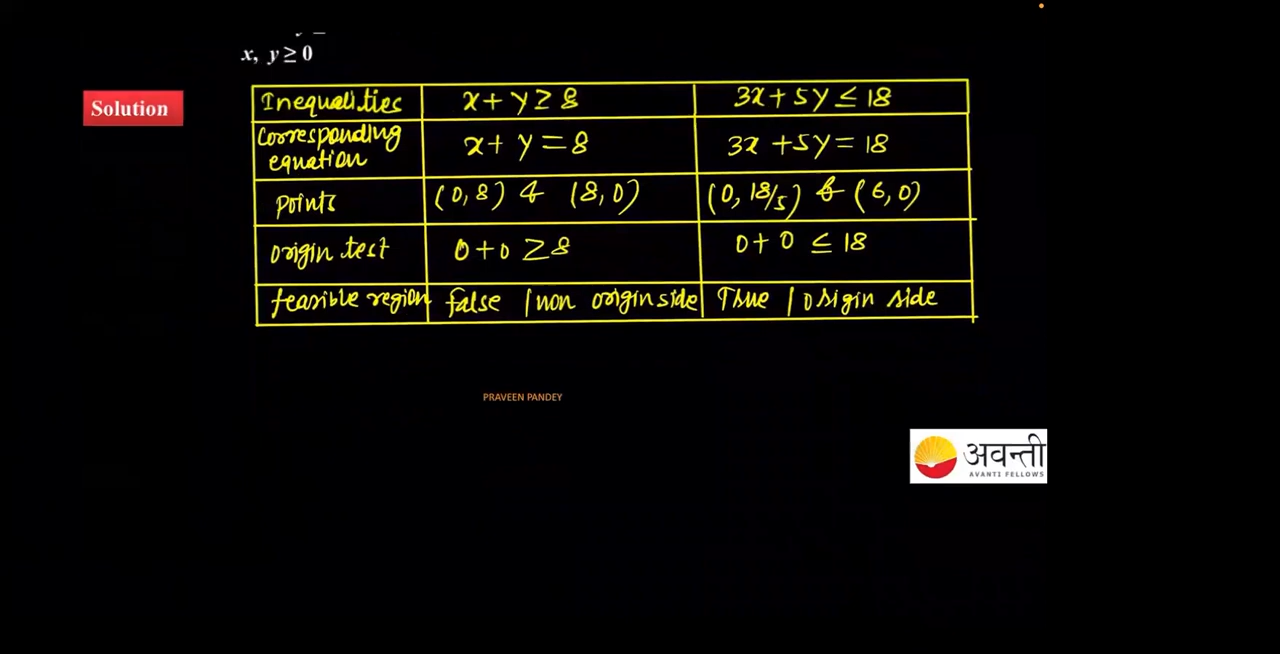 x, y ≥ 0
Solution
Inequalities x + y ≥ 8 3x + 5y ≤ 18
Corresponding equation x + y = 8 3x + 5y = 18
Points (0, 8) & (8, 0) (0, 18/5) & (6, 0)
origin test 0 + 0 ≥ 8 0 + 0 ≤ 18
feasible region false / non origin side True / origin side
PRAVEEN PANDEY
अवन्ती
AVANTI FELLOWS